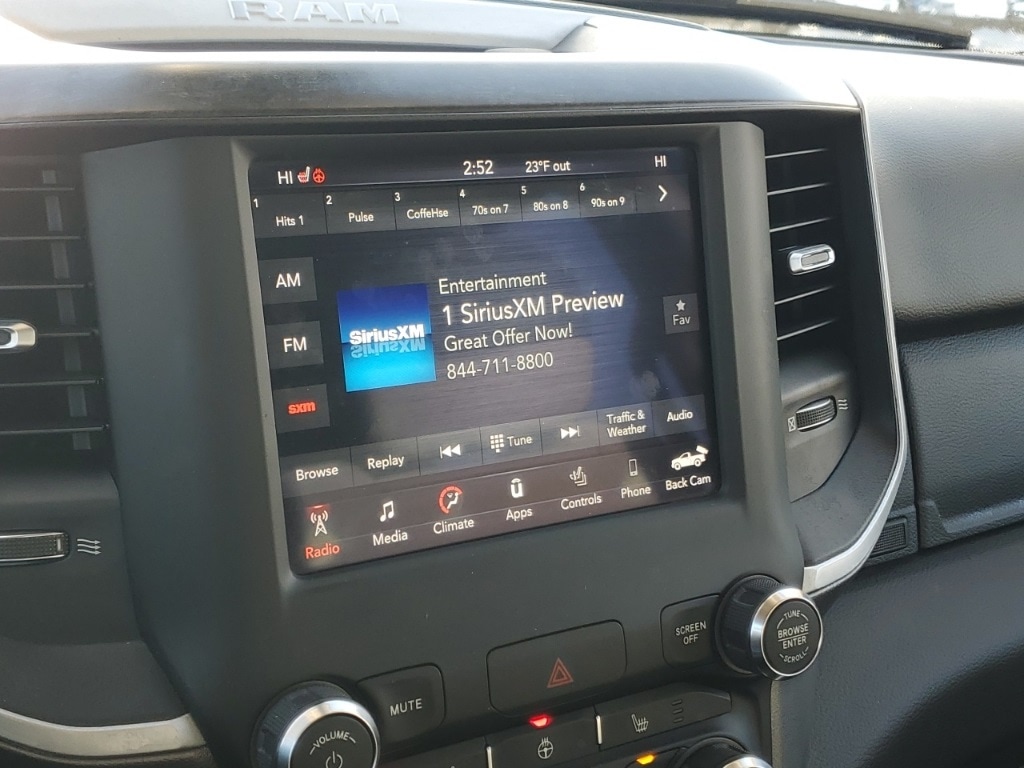 RAM
HI 2:52 23°F out HI
1 Hits 1 2 Pulse 3 CoffeHse 4 70s on 7 5 80s on 8 6 90s on 9
AM
FM
sxm
SiriusXM
Entertainment
1 SiriusXM Preview
Great Offer Now!
844-711-8800
Fav
Browse Replay Tune Traffic & Weather Audio
Radio Media Climate Apps Controls Phone Back Cam
SCREEN OFF
TUNE
BROWSE
ENTER
SCROLL
MUTE
VOLUME